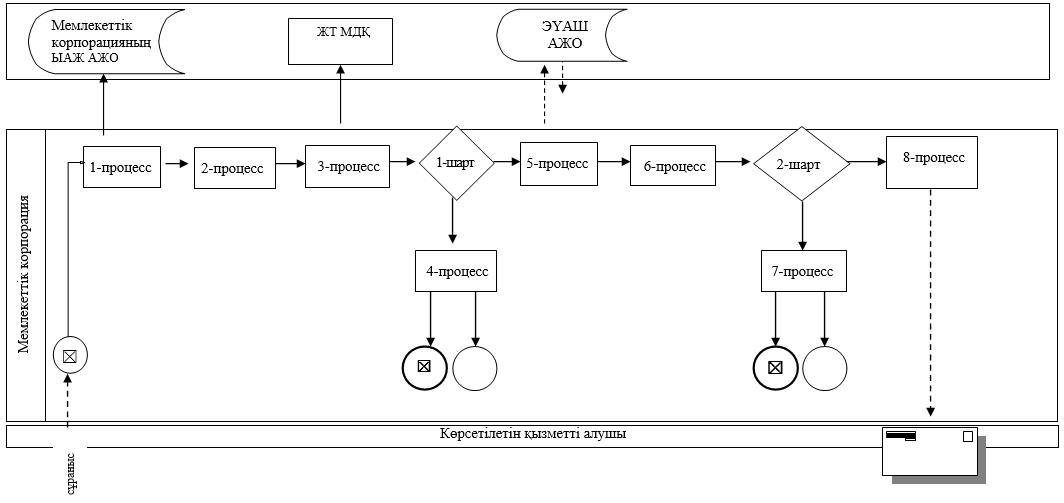 Мемлекеттік
корпорацияның
ЫАЖ АЖО
ЖТ МДҚ
ЭҮАШ
АЖО
1-процесс
2-процесс
3-процесс
1-шарт
5-процесс
6-процесс
2-шарт
8-процесс
4-процесс
7-процесс
Мемлекеттік корпорация
Көрсетілетін қызметті алушы
сұраныс